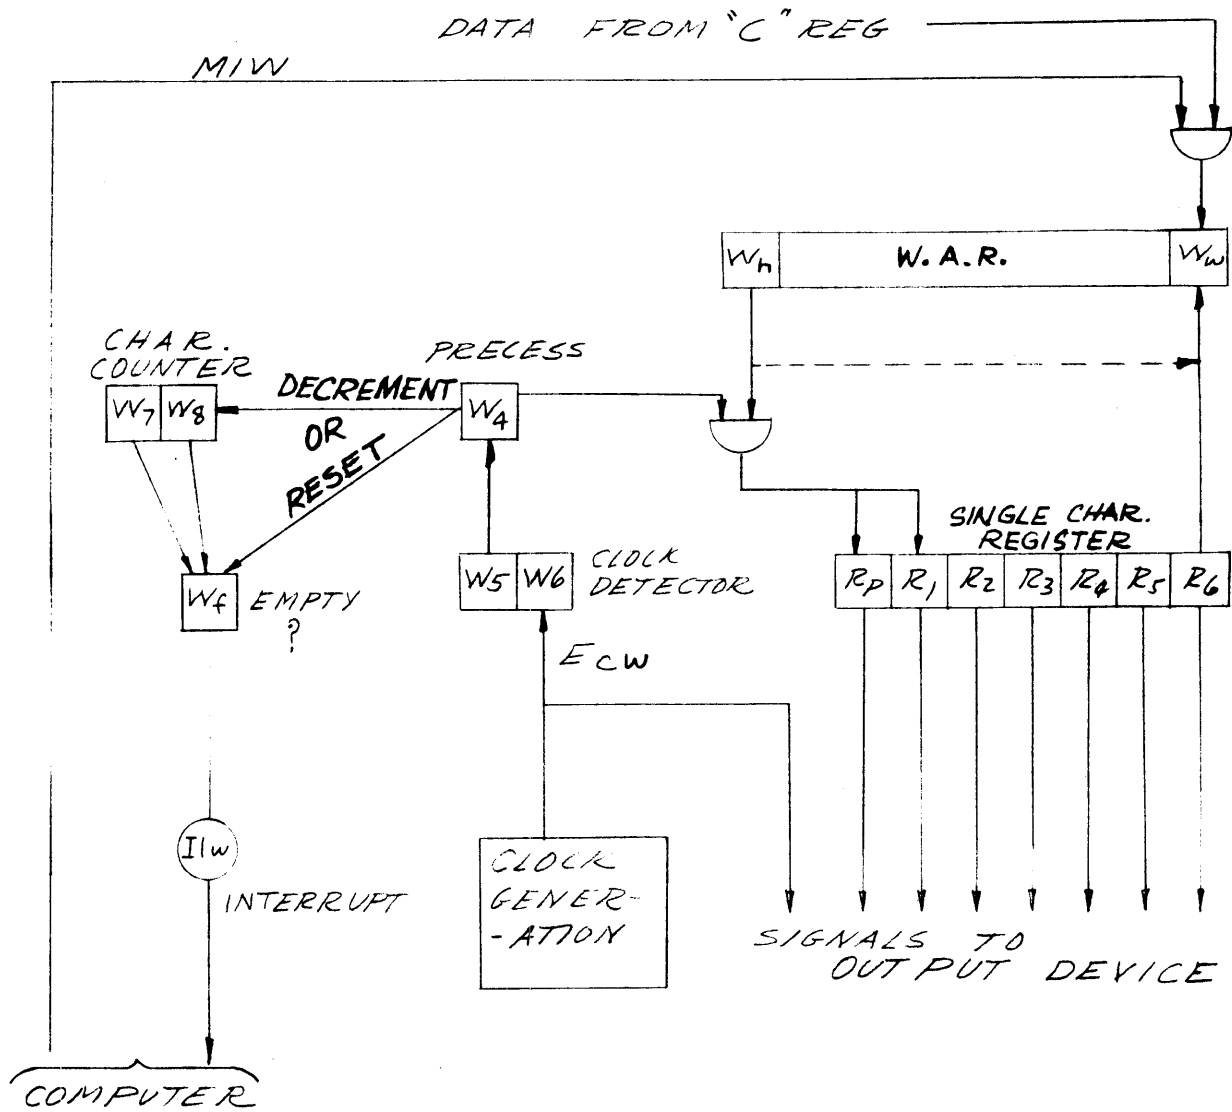 DATA FROM "C" REG
MIW
Wh W.A.R. Ww
CHAR.
COUNTER
PRECESS
DECREMENT
OR
RESET
W7 W8
W4
SINGLE CHAR.
REGISTER
W5 W6
CLOCK
DETECTOR
Rp R1 R2 R3 R4 R5 R6
Wf EMPTY
?
Ecw
I1w
INTERRUPT
CLOCK
GENER-
-ATION
SIGNALS TO
OUTPUT DEVICE
COMPUTER